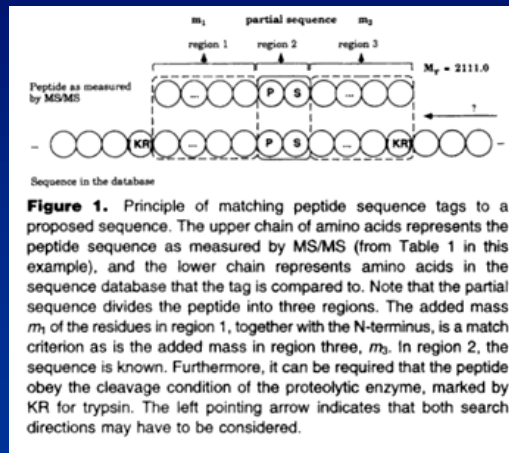 m₁ partial sequence m₃
region 1 region 2 region 3
Mᵣ = 2111.0
Peptide as measured
by MS/MS
... P S ...
?
... KR ... P S ... KR ...
Sequence in the database
Figure 1. Principle of matching peptide sequence tags to a
proposed sequence. The upper chain of amino acids represents the
peptide sequence as measured by MS/MS (from Table 1 in this
example), and the lower chain represents amino acids in the
sequence database that the tag is compared to. Note that the partial
sequence divides the peptide into three regions. The added mass
m₁ of the residues in region 1, together with the N-terminus, is a match
criterion as is the added mass in region three, m₃. In region 2, the
sequence is known. Furthermore, it can be required that the peptide
obey the cleavage condition of the proteolytic enzyme, marked by
KR for trypsin. The left pointing arrow indicates that both search
directions may have to be considered.